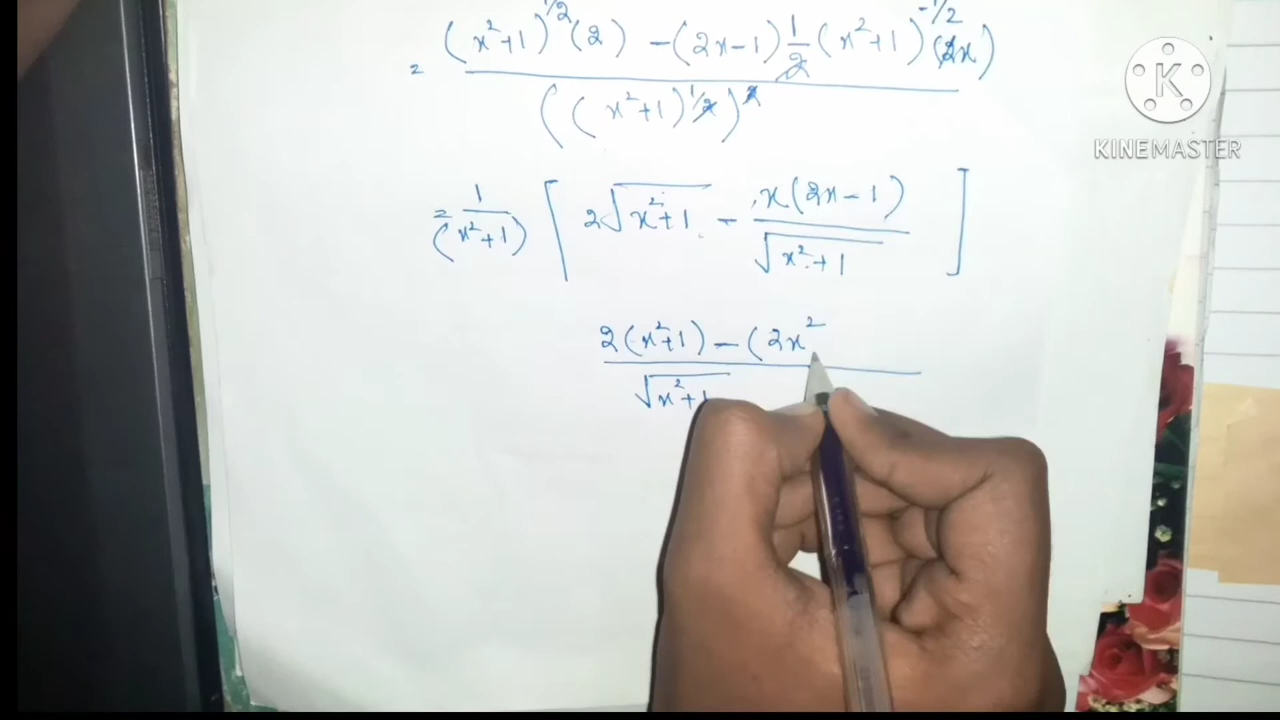 = (x²+1)^1/2 (2) - (2x-1) 1/2 (x²+1)^-1/2 (2x) / ((x²+1)^1/2)^2
K
KINEMASTER
= 1/(x²+1) [ 2√(x²+1) - x(2x-1)/√(x²+1) ]
2(x²+1) - (2x² / √(x²+1